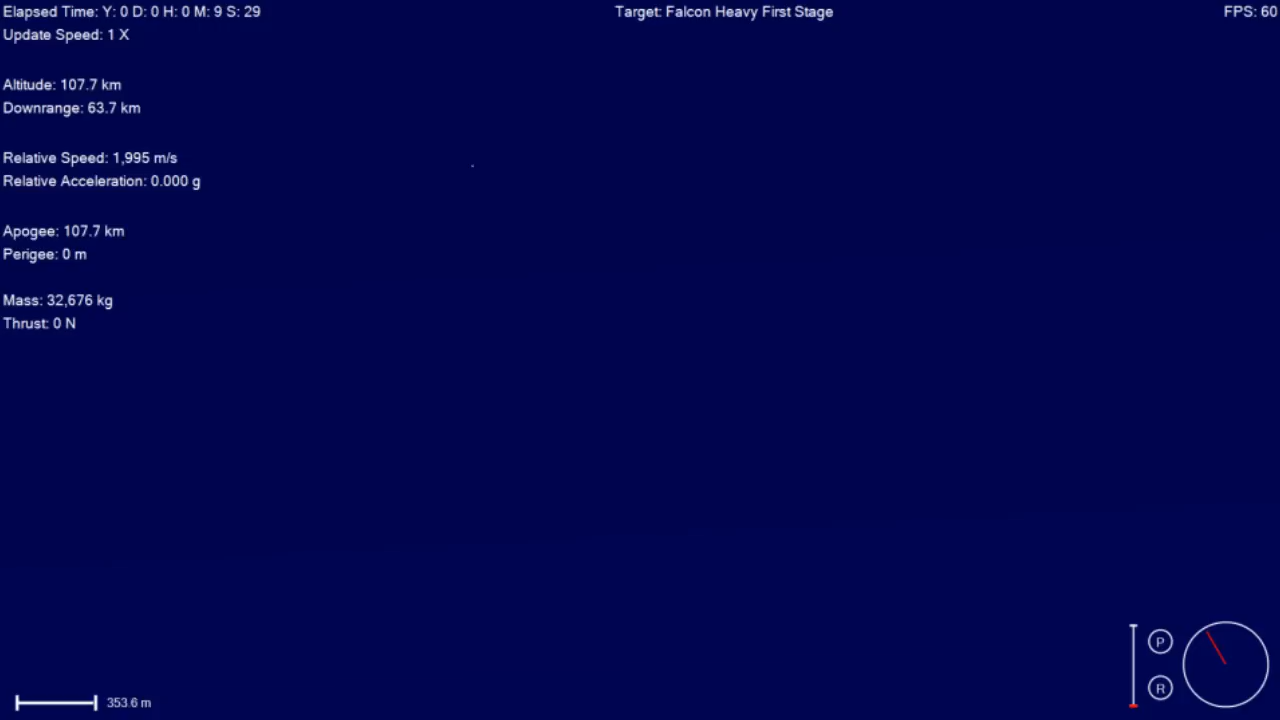 Elapsed Time: Y: 0 D: 0 H: 0 M: 9 S: 29
Target: Falcon Heavy First Stage
FPS: 60
Update Speed: 1 X
Altitude: 107.7 km
Downrange: 63.7 km
Relative Speed: 1,995 m/s
Relative Acceleration: 0.000 g
Apogee: 107.7 km
Perigee: 0 m
Mass: 32,676 kg
Thrust: 0 N
P
R
353.6 m